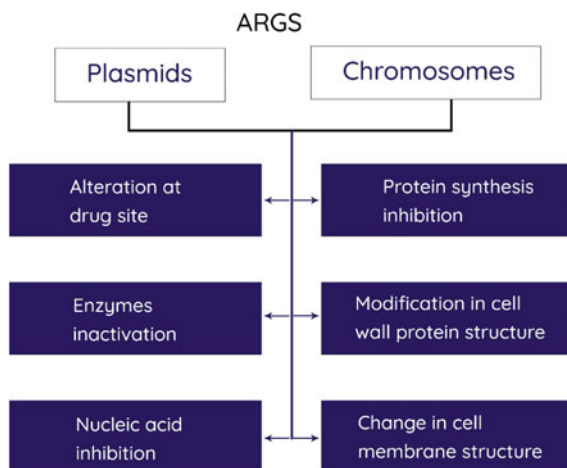 ARGS
Plasmids
Chromosomes
Alteration at
drug site
Protein synthesis
inhibition
Enzymes
inactivation
Modification in cell
wall protein structure
Nucleic acid
inhibition
Change in cell
membrane structure